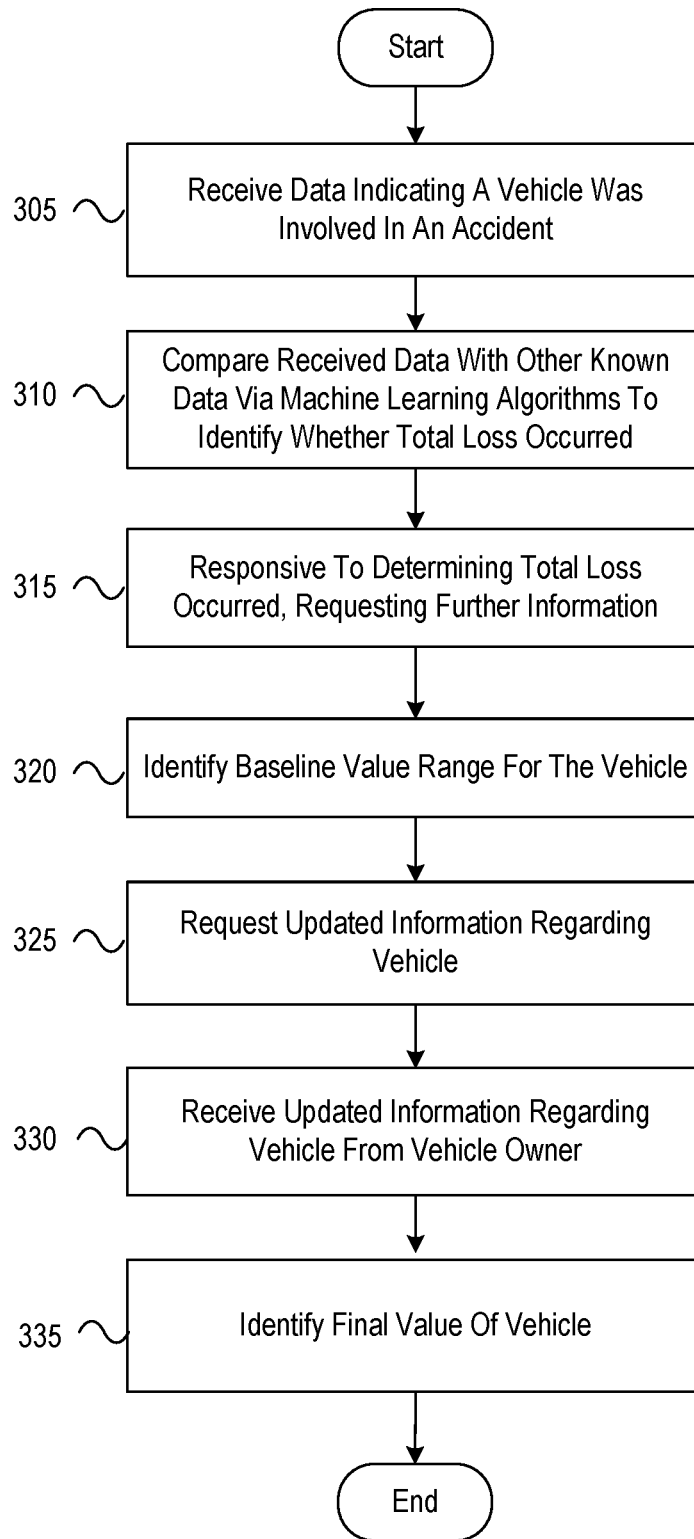 Start
305
Receive Data Indicating A Vehicle Was
Involved In An Accident
310
Compare Received Data With Other Known
Data Via Machine Learning Algorithms To
Identify Whether Total Loss Occurred
315
Responsive To Determining Total Loss
Occurred, Requesting Further Information
320
Identify Baseline Value Range For The Vehicle
325
Request Updated Information Regarding
Vehicle
330
Receive Updated Information Regarding
Vehicle From Vehicle Owner
335
Identify Final Value Of Vehicle
End